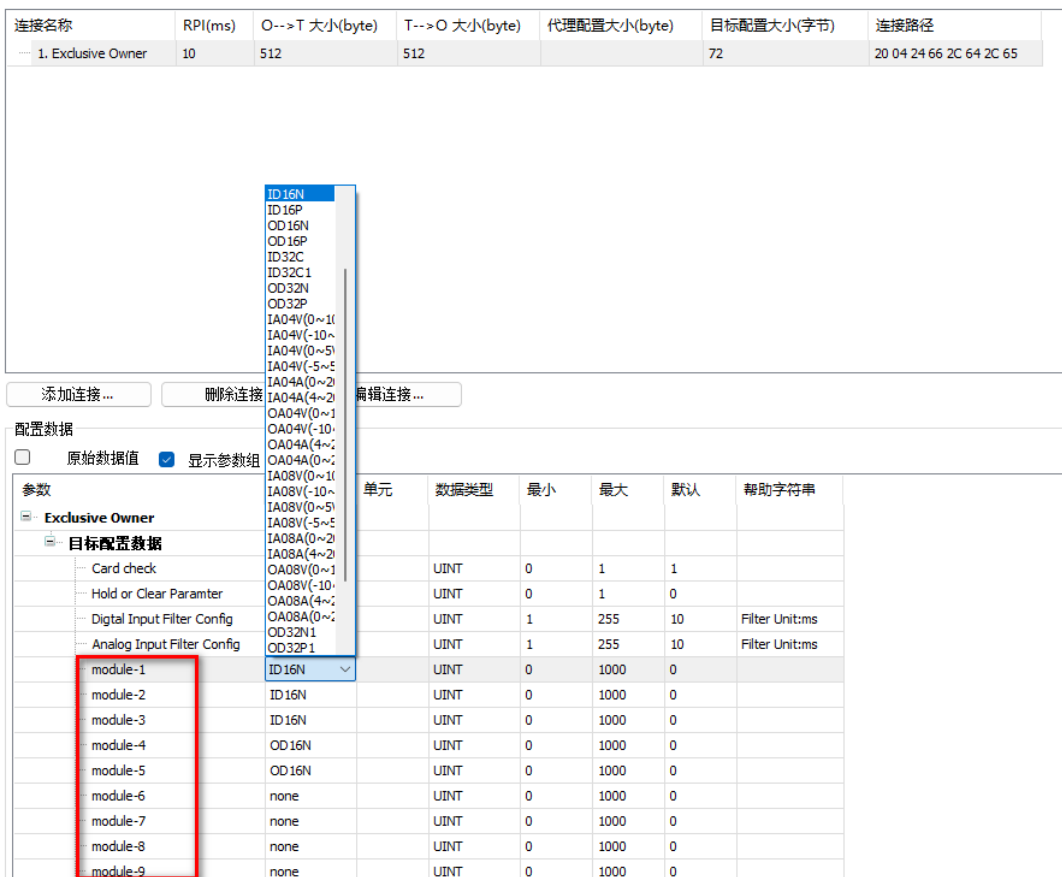 连接名称 RPI(ms) O-->T 大小(byte) T-->O 大小(byte) 代理配置大小(byte) 目标配置大小(字节) 连接路径
1. Exclusive Owner 10 512 512 72 20 04 24 66 2C 64 2C 65
ID16N
ID16P
OD16N
OD16P
ID32C
ID32C1
OD32N
OD32P
IA04V(0~10
IA04V(-10~
IA04V(0~5V
IA04V(-5~5
IA04A(0~20
IA04A(4~20
OA04V(0~1
OA04V(-10
OA04A(4~2
OA04A(0~2
IA08V(0~10
IA08V(-10~
IA08V(0~5V
IA08V(-5~5
IA08A(0~20
IA08A(4~20
OA08V(0~1
OA08V(-10
OA08A(4~2
OA08A(0~2
OD32N1
OD32P1
添加连接... 删除连接 编辑连接...
配置数据
原始数据值 显示参数组
参数 单元 数据类型 最小 最大 默认 帮助字符串
Exclusive Owner
目标配置数据
Card check UINT 0 1 1
Hold or Clear Paramter UINT 0 1 0
Digtal Input Filter Config UINT 1 255 10 Filter Unit:ms
Analog Input Filter Config UINT 1 255 10 Filter Unit:ms
module-1 ID16N UINT 0 1000 0
module-2 ID16N UINT 0 1000 0
module-3 ID16N UINT 0 1000 0
module-4 OD16N UINT 0 1000 0
module-5 OD16N UINT 0 1000 0
module-6 none UINT 0 1000 0
module-7 none UINT 0 1000 0
module-8 none UINT 0 1000 0
module-9 none UINT 0 1000 0